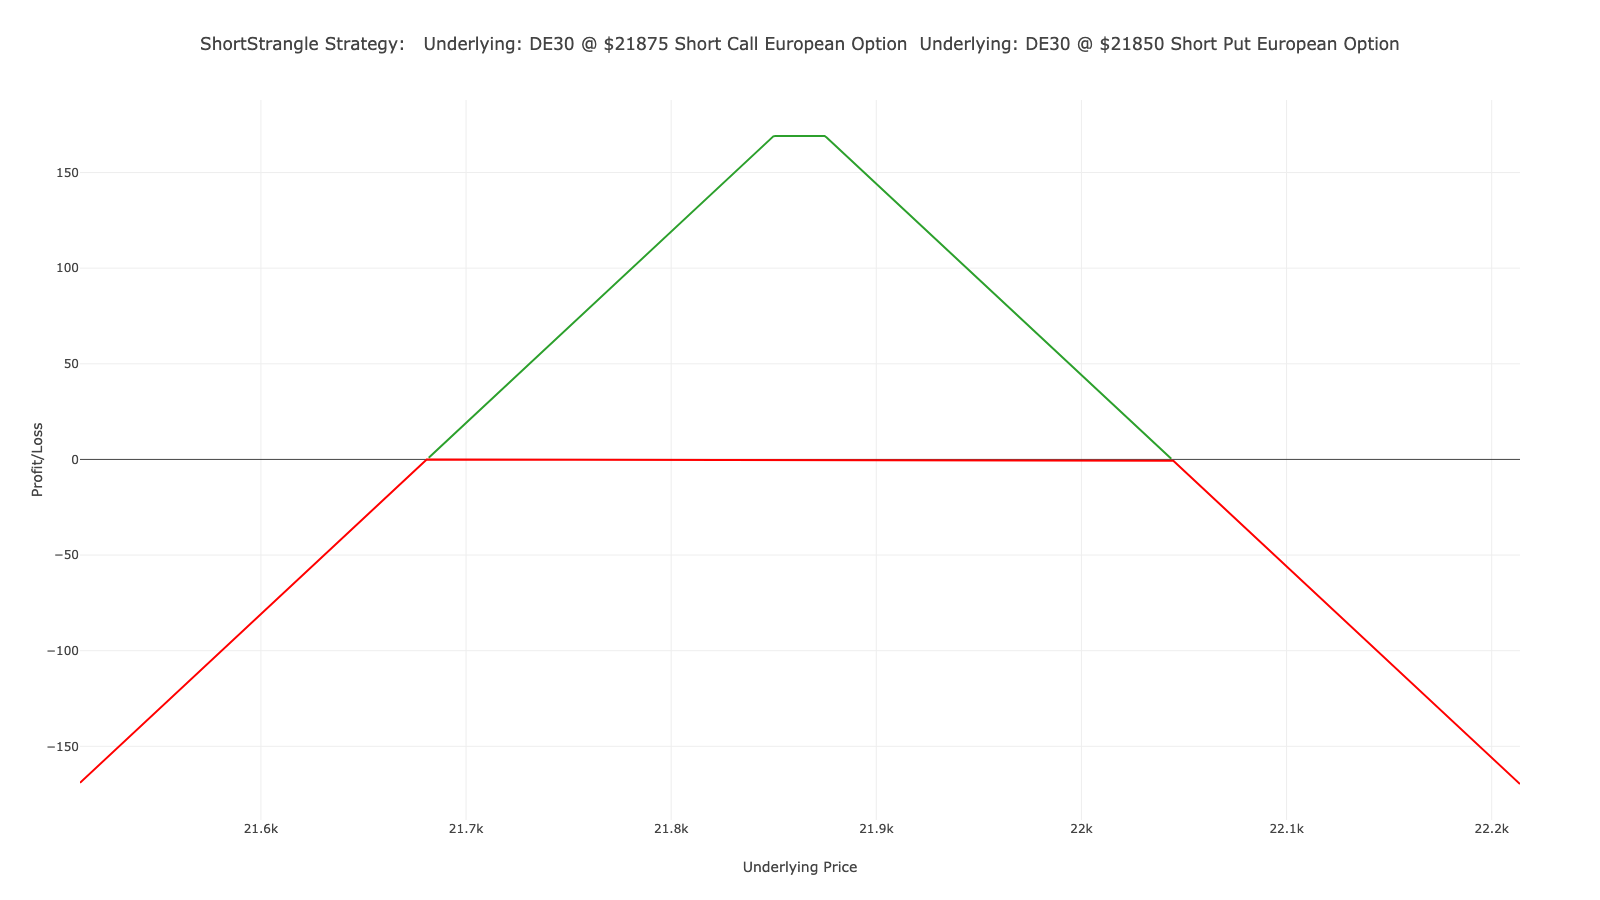 ShortStrangle Strategy:   Underlying: DE30 @ $21875 Short Call European Option  Underlying: DE30 @ $21850 Short Put European Option
150
100
50
0
−50
−100
−150
Profit/Loss
21.6k
21.7k
21.8k
21.9k
22k
22.1k
22.2k
Underlying Price